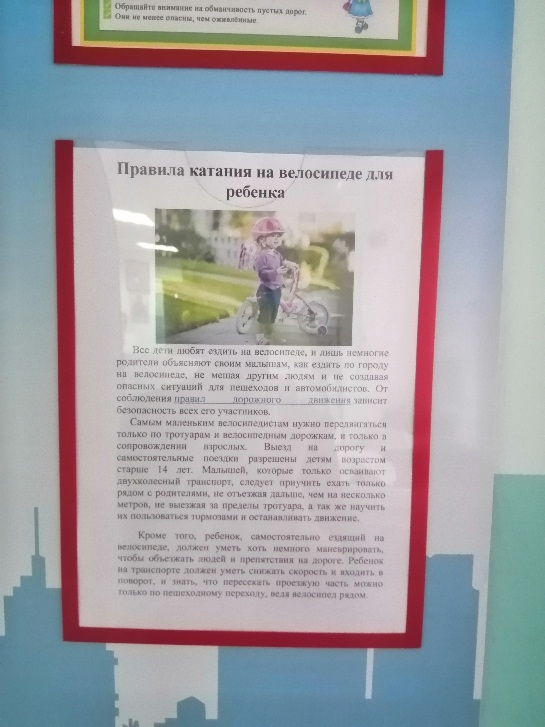 Обращайте внимание на обманчивость пустых дорог.
Они не менее опасны, чем оживлённые.
Правила катания на велосипеде для
ребенка
Все дети любят ездить на велосипеде, и лишь немногие
родители объясняют своим малышам, как ездить по городу
на велосипеде, не мешая другим людям и не создавая
опасных ситуаций для пешеходов и автомобилистов. От
соблюдения правил дорожного движения зависит
безопасность всех его участников.
Самым маленьким велосипедистам нужно передвигаться
только по тротуарам и велосипедным дорожкам, и только в
сопровождении взрослых. Выезд на дорогу и
самостоятельные поездки разрешены детям возрастом
старше 14 лет. Малышей, которые только осваивают
двухколесный транспорт, следует приучить ехать только
рядом с родителями, не отъезжая дальше, чем на несколько
метров, не выезжая за пределы тротуара, а так же научить
их пользоваться тормозами и останавливать движение.
Кроме того, ребенок, самостоятельно ездящий на
велосипеде, должен уметь хоть немного маневрировать,
чтобы объезжать людей и препятствия на дороге. Ребенок
на транспорте должен уметь снижать скорость и входить в
поворот, и знать, что пересекать проезжую часть можно
только по пешеходному переходу, ведя велосипед рядом.